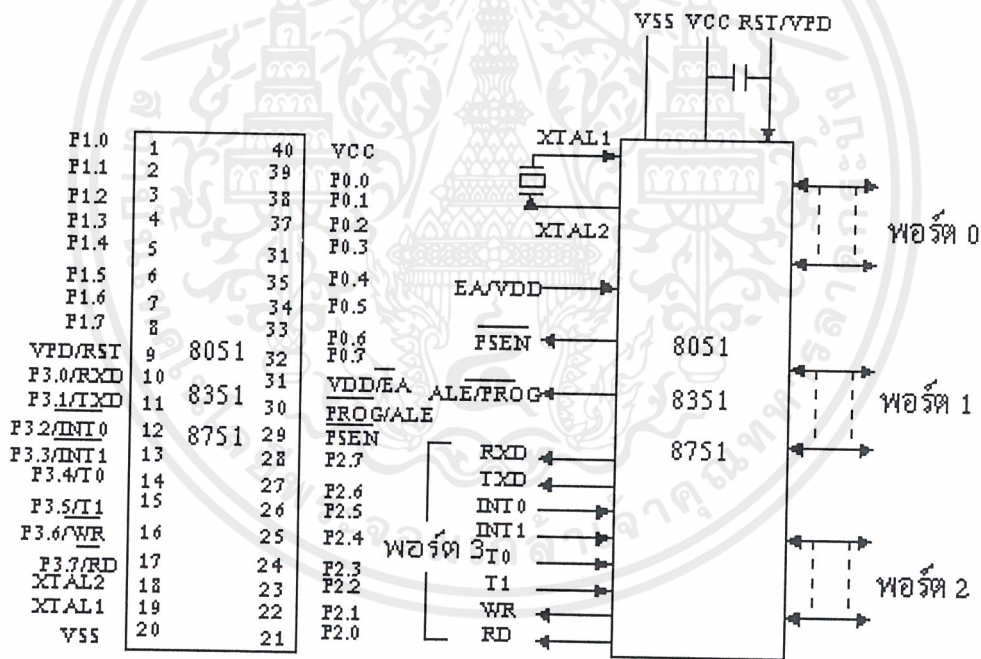 VSS VCC RST/VPD
P1.0 1 40 VCC
P1.1 2 39 P0.0
P1.2 3 38 P0.1
P1.3 4 37 P0.2
P1.4 5 31 P0.3
P1.5 6 35 P0.4
P1.6 7 34 P0.5
P1.7 8 33 P0.6
VPD/RST 9 8051 32 P0.7
P3.0/RXD 10 8351 31 VDD/EA
P3.1/TXD 11 30 PROG/ALE
P3.2/INT0 12 8751 29 PSEN
P3.3/INT1 13 28 P2.7
P3.4/T0 14 27 P2.6
P3.5/T1 15 26 P2.5
P3.6/WR 16 25 P2.4
P3.7/RD 17 24 P2.3
XTAL2 18 23 P2.2
XTAL1 19 22 P2.1
VSS 20 21 P2.0
XTAL1
XTAL2
EA/VDD
PSEN
ALE/PROG
พอร์ต 3
RXD
TXD
INT0
INT1
T0
T1
WR
RD
8051
8351
8751
พอร์ต 0
พอร์ต 1
พอร์ต 2